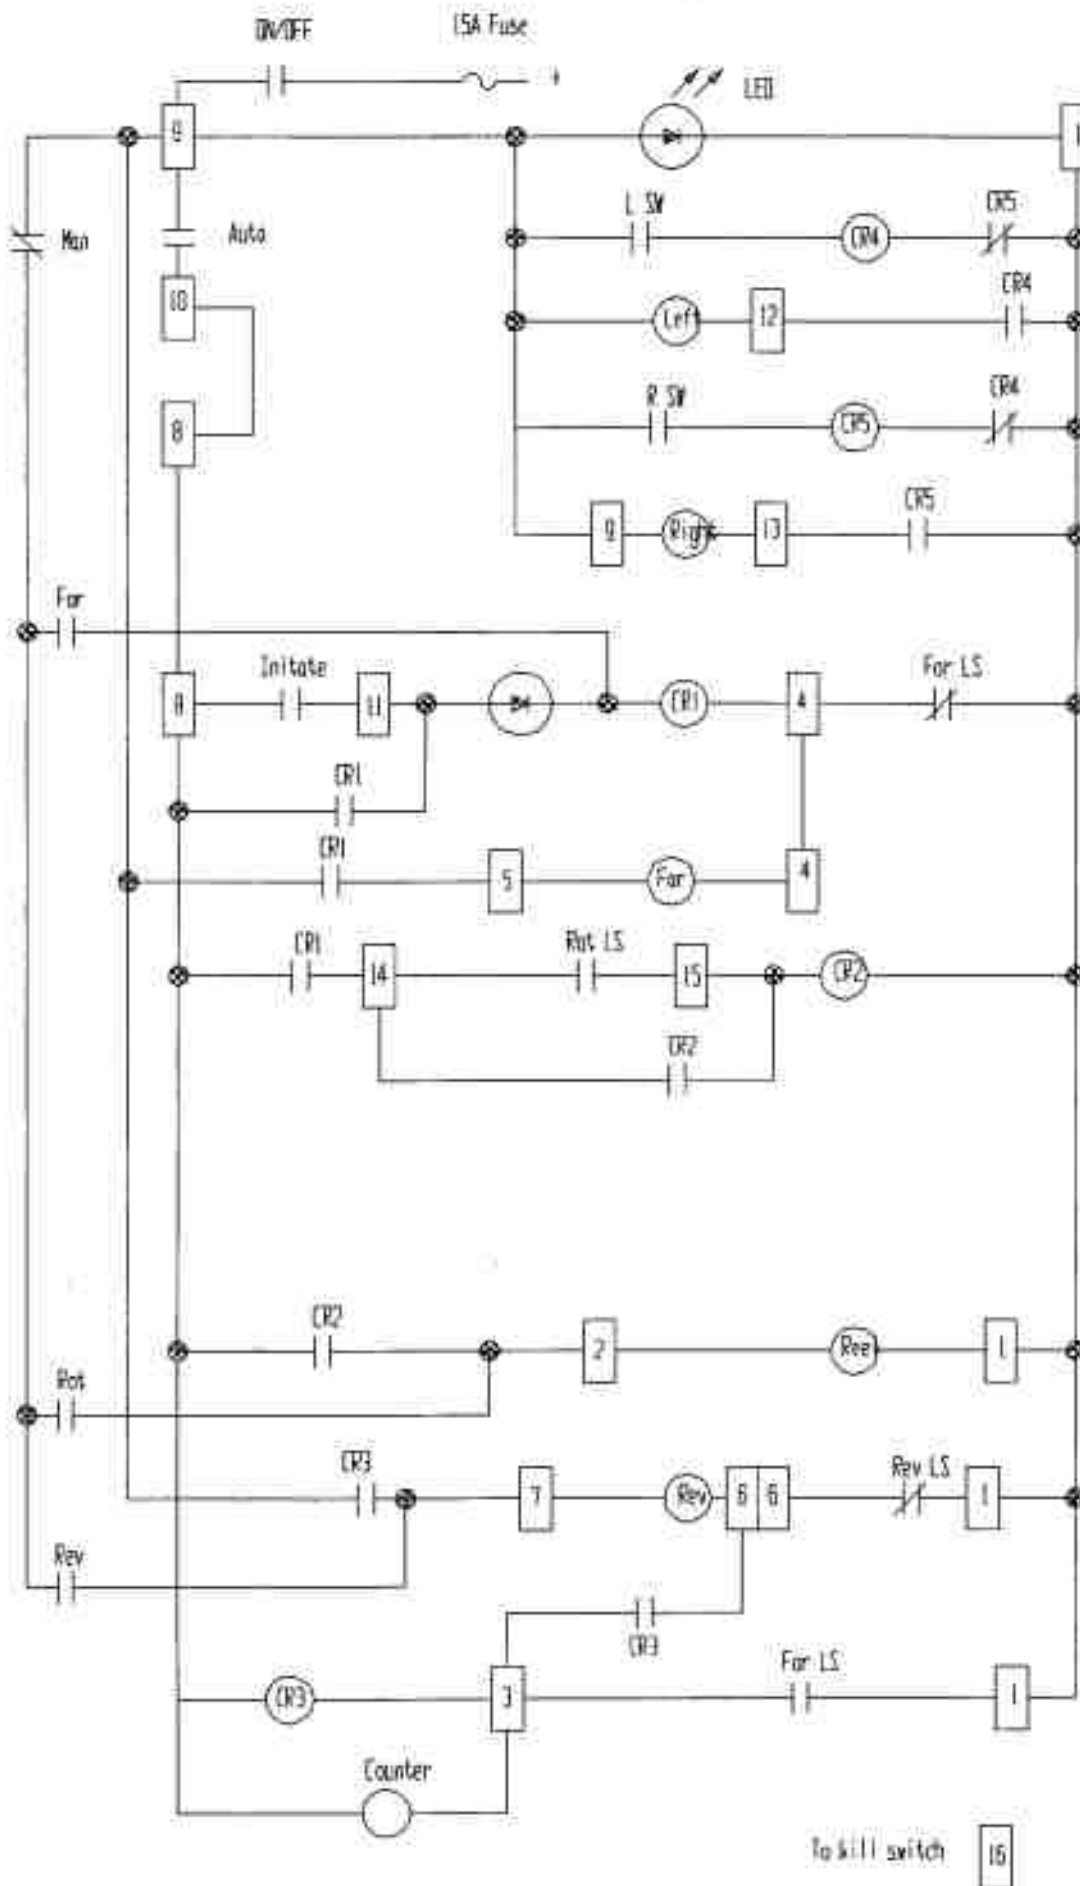 ON/OFF 15A Fuse +
LED
9
L SW CR5
Man Auto CR4
CR4
10 Left 12
R SW CR4
8 CR5
CR5
9 Right 13
For
Initate For LS
8 11 CR1 4
CR1
CR1
5 For 4
CR1 Rot LS
14 15 CR2
CR2
CR2
2 Ree 1
Rot
CR3 Rev LS
7 Rev 6 6 1
Rev
CR3
For LS
CR3 3 1
Counter
To kill switch 16